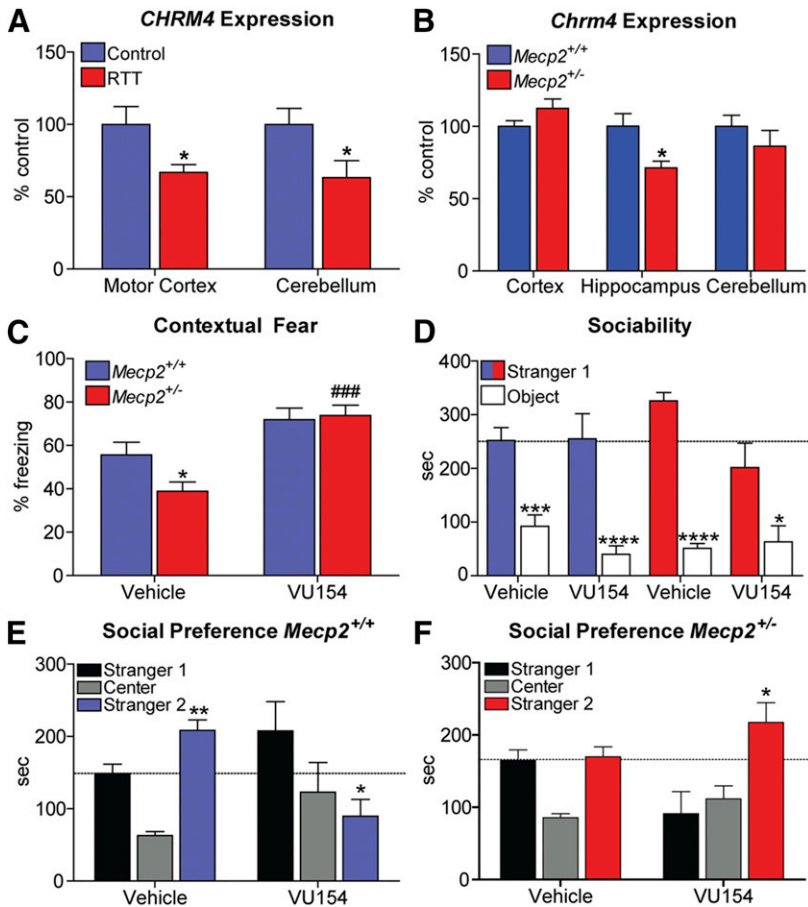 A
CHRM4 Expression
Control
RTT
% control
150
100
50
0
*
*
Motor Cortex
Cerebellum
B
Chrm4 Expression
Mecp2+/+
Mecp2+/-
% control
150
100
50
0
*
Cortex
Hippocampus
Cerebellum
C
Contextual Fear
Mecp2+/+
Mecp2+/-
% freezing
100
80
60
40
20
0
*
###
Vehicle
VU154
D
Sociability
Stranger 1
Object
sec
400
300
200
100
0
***
****
****
*
Vehicle
VU154
Vehicle
VU154
E
Social Preference Mecp2+/+
Stranger 1
Center
Stranger 2
sec
300
200
100
0
**
*
Vehicle
VU154
F
Social Preference Mecp2+/-
Stranger 1
Center
Stranger 2
sec
300
200
100
0
*
Vehicle
VU154